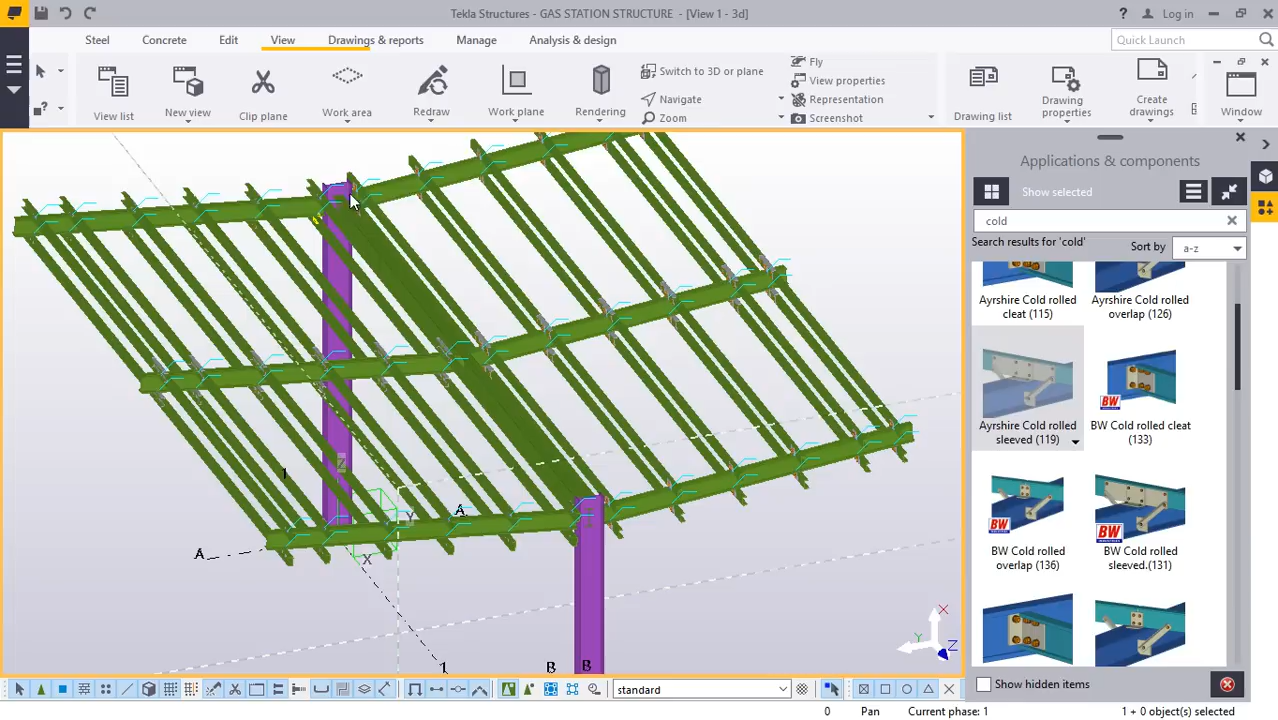 Tekla Structures - GAS STATION STRUCTURE - [View 1 - 3d]
? Log in
Steel Concrete Edit View Drawings & reports Manage Analysis & design
Quick Launch
View list
New view
Clip plane
Work area
Redraw
Work plane
Rendering
Switch to 3D or plane
Navigate
Zoom
Fly
View properties
Representation
Screenshot
Drawing list
Drawing
properties
Create
drawings
Window
Applications & components
Show selected
cold
Search results for 'cold'
Sort by
a-z
Ayrshire Cold rolled
cleat (115)
Ayrshire Cold rolled
overlap (126)
Ayrshire Cold rolled
sleeved (119)
BW
BW Cold rolled cleat
(133)
BW
BW Cold rolled
overlap (136)
BW
BW Cold rolled
sleeved.(131)
1
Z
A
Y
A
X
1
B
B
X
Y
Z
standard
Show hidden items
0
Pan
Current phase: 1
1 + 0 object(s) selected